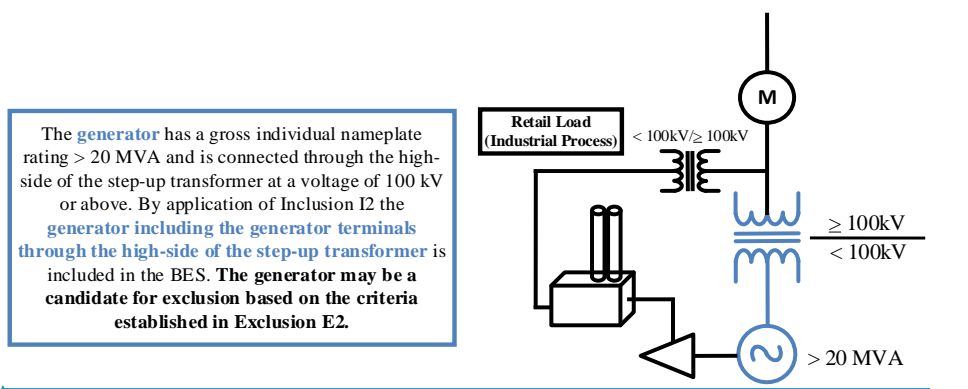 The generator has a gross individual nameplate
rating > 20 MVA and is connected through the high-
side of the step-up transformer at a voltage of 100 kV
or above. By application of Inclusion I2 the
generator including the generator terminals
through the high-side of the step-up transformer is
included in the BES. The generator may be a
candidate for exclusion based on the criteria
established in Exclusion E2.
M
Retail Load
(Industrial Process)
< 100kV/≥ 100kV
≥ 100kV
< 100kV
> 20 MVA